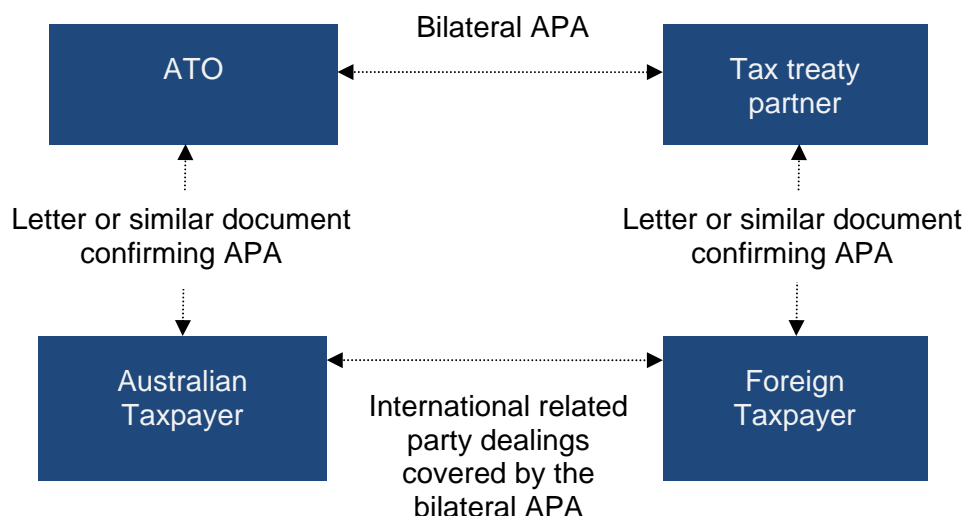 Bilateral APA
ATO
Tax treaty
partner
Letter or similar document
confirming APA
Letter or similar document
confirming APA
Australian
Taxpayer
Foreign
Taxpayer
International related
party dealings
covered by the
bilateral APA